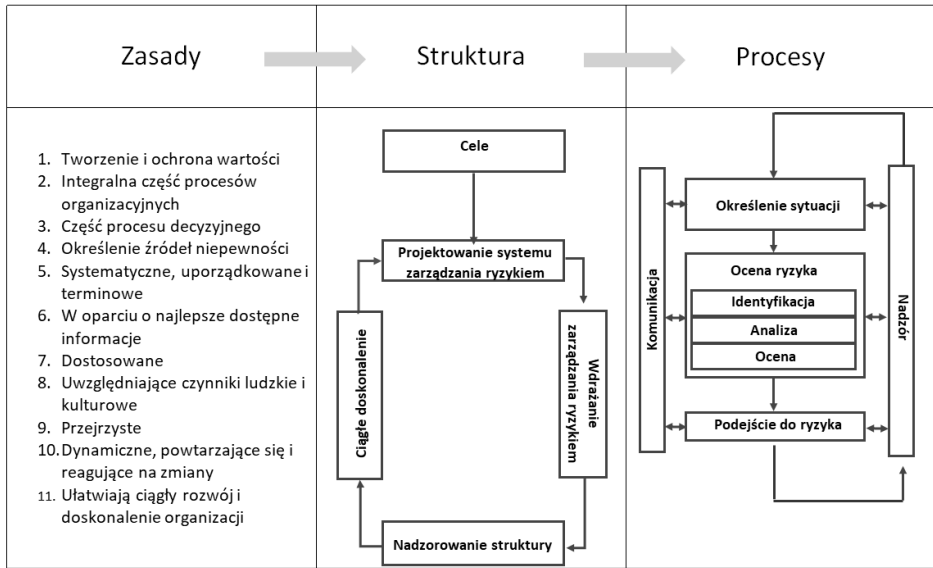 Zasady
Struktura
Procesy
1. Tworzenie i ochrona wartości
2. Integralna część procesów
organizacyjnych
3. Część procesu decyzyjnego
4. Określenie źródeł niepewności
5. Systematyczne, uporządkowane i
terminowe
6. W oparciu o najlepsze dostępne
informacje
7. Dostosowane
8. Uwzględniające czynniki ludzkie i
kulturowe
9. Przejrzyste
10. Dynamiczne, powtarzające się i
reagujące na zmiany
11. Ułatwiają ciągły rozwój i
doskonalenie organizacji
Cele
Projektowanie systemu
zarządzania ryzykiem
Ciągłe doskonalenie
Wdrażanie
zarządzania ryzykiem
Nadzorowanie struktury
Komunikacja
Określenie sytuacji
Ocena ryzyka
Identyfikacja
Analiza
Ocena
Podejście do ryzyka
Nadzór